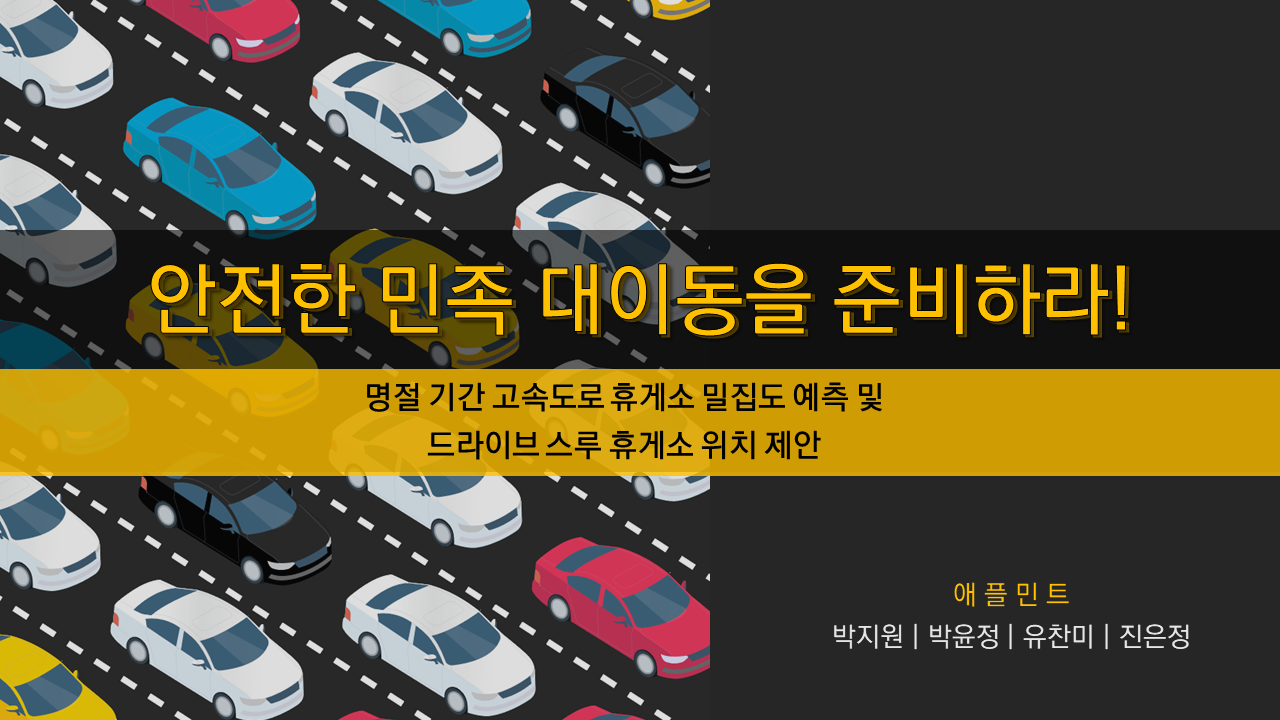 안전한 민족 대이동을 준비하라!
명절 기간 고속도로 휴게소 밀집도 예측 및
드라이브 스루 휴게소 위치 제안
애 플 민 트
박지원 | 박윤정 | 유찬미 | 진은정